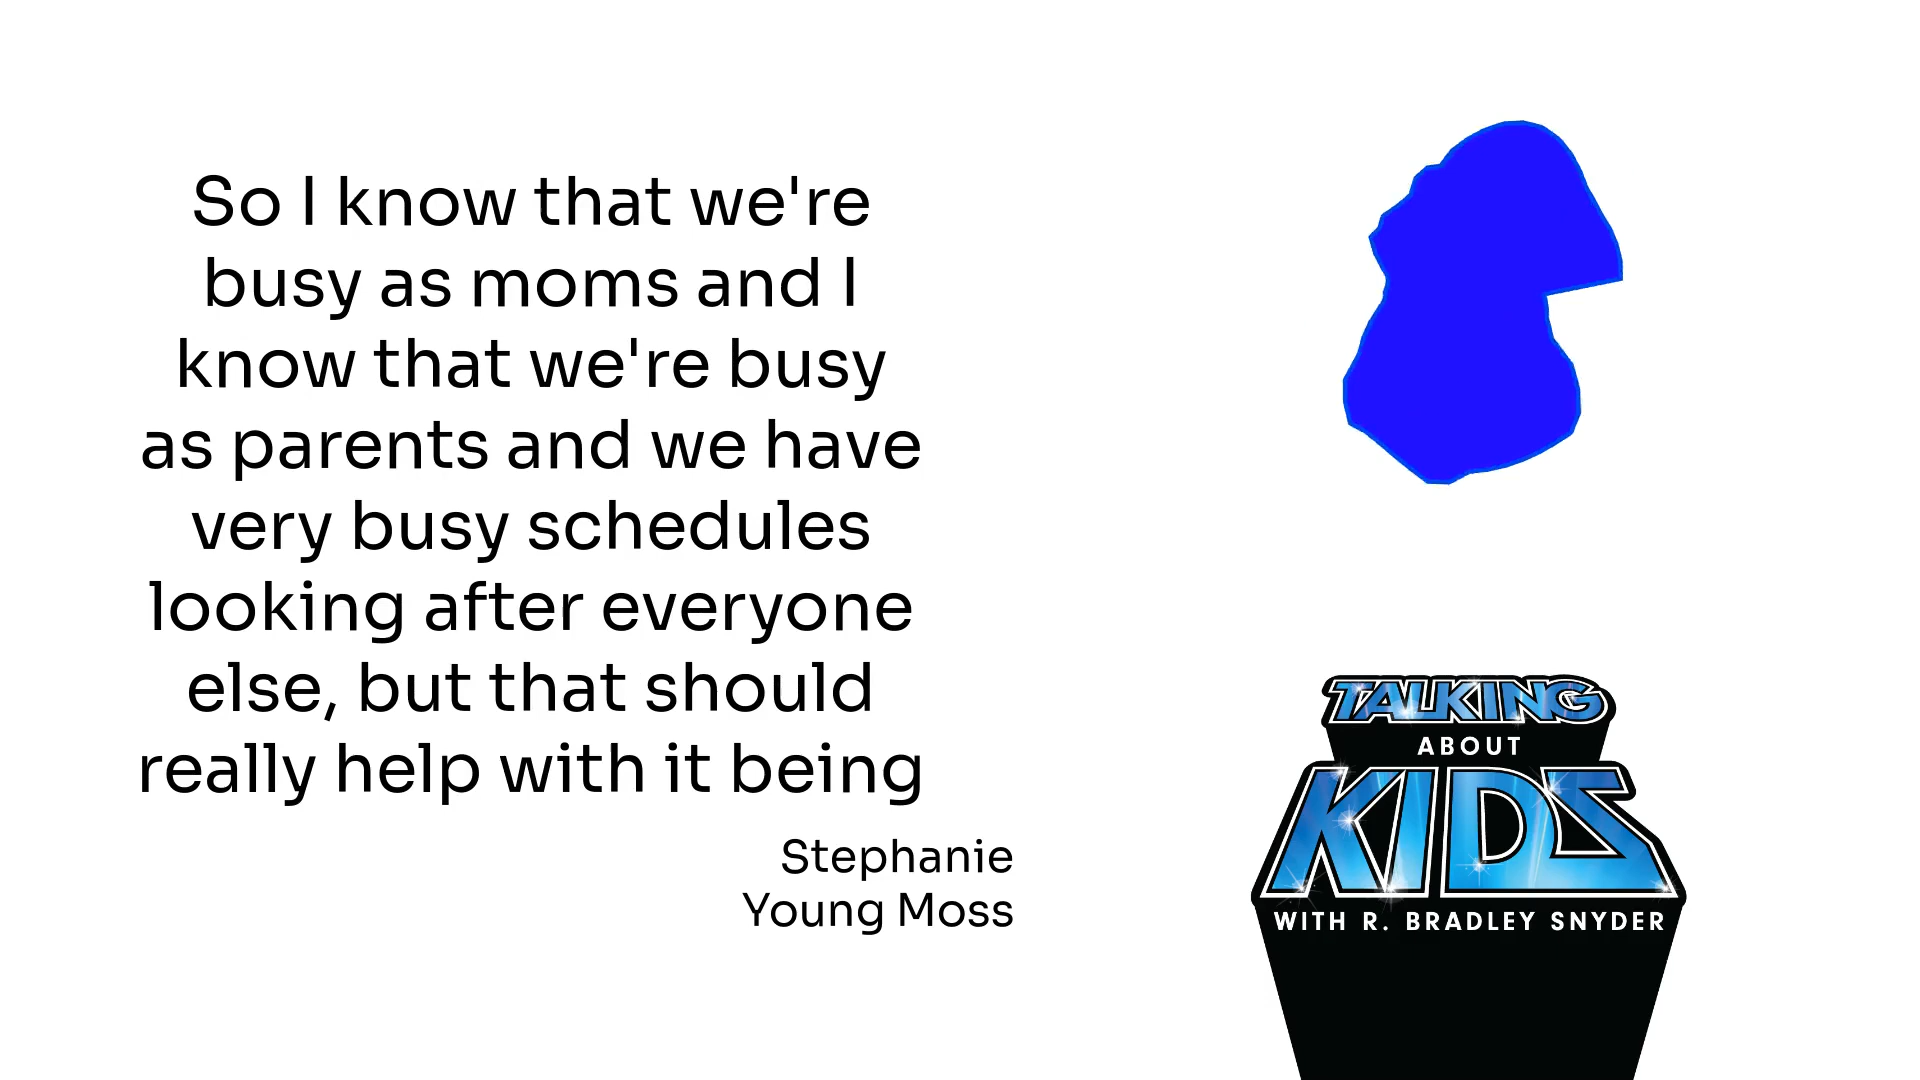 So I know that we're
busy as moms and I
know that we're busy
as parents and we have
very busy schedules
looking after everyone
else, but that should
really help with it being
Stephanie
Young Moss
TALKING
ABOUT
KIDS
WITH R. BRADLEY SNYDER